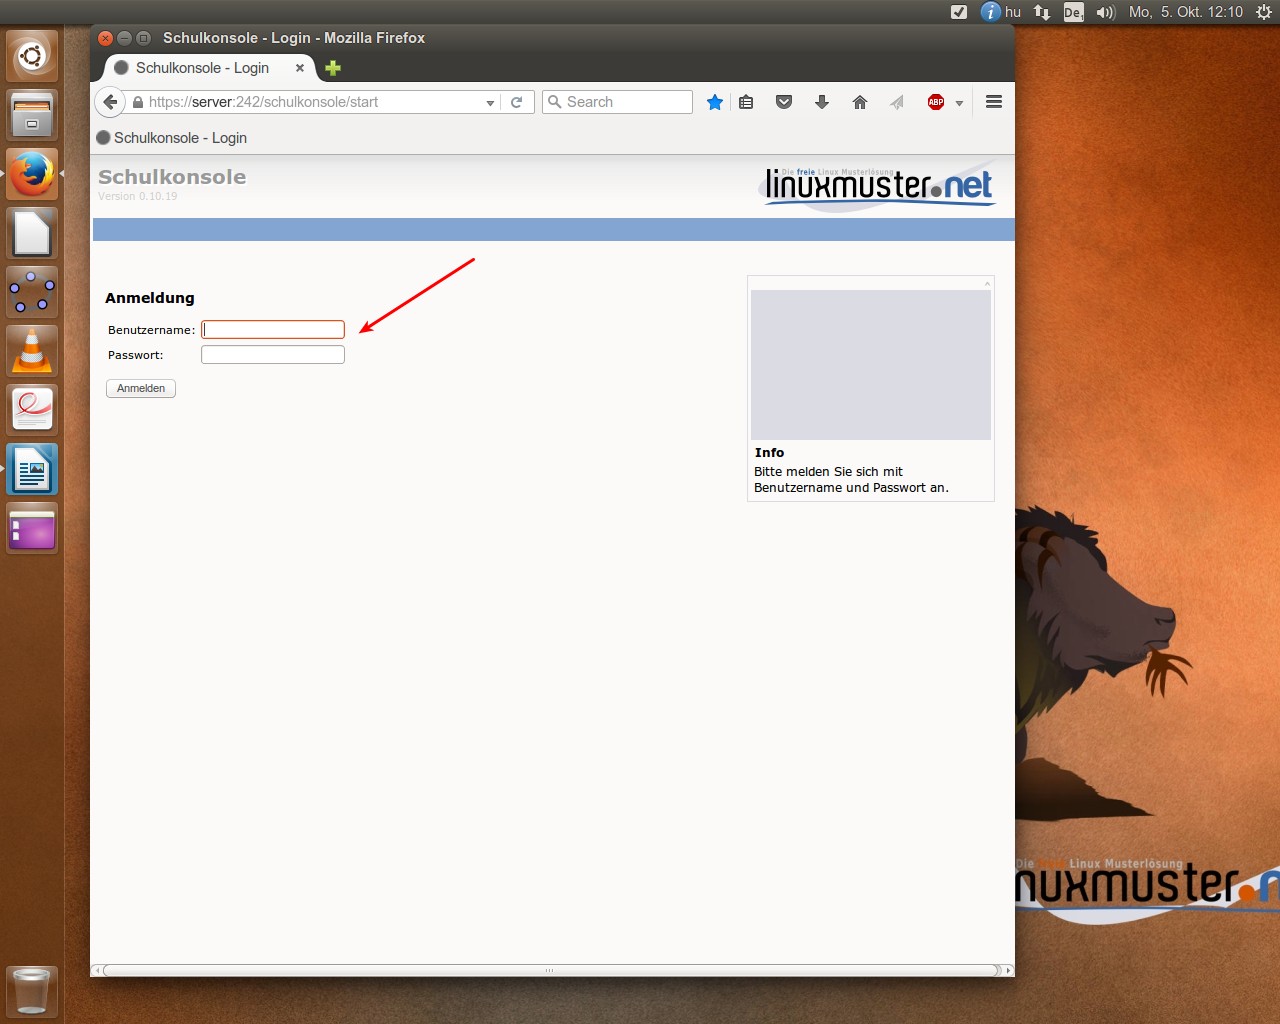 hu
De1
Mo, 5. Okt. 12:10
Schulkonsole - Login - Mozilla Firefox
Schulkonsole - Login
https://server:242/schulkonsole/start
Search
ABP
Schulkonsole - Login
Schulkonsole
Version 0.10.19
Die freie Linux Musterlösung
linuxmuster.net
Anmeldung
Benutzername:
Passwort:
Anmelden
Info
Bitte melden Sie sich mit
Benutzername und Passwort an.
Die freie Linux Musterlösung
nuxmuster.n